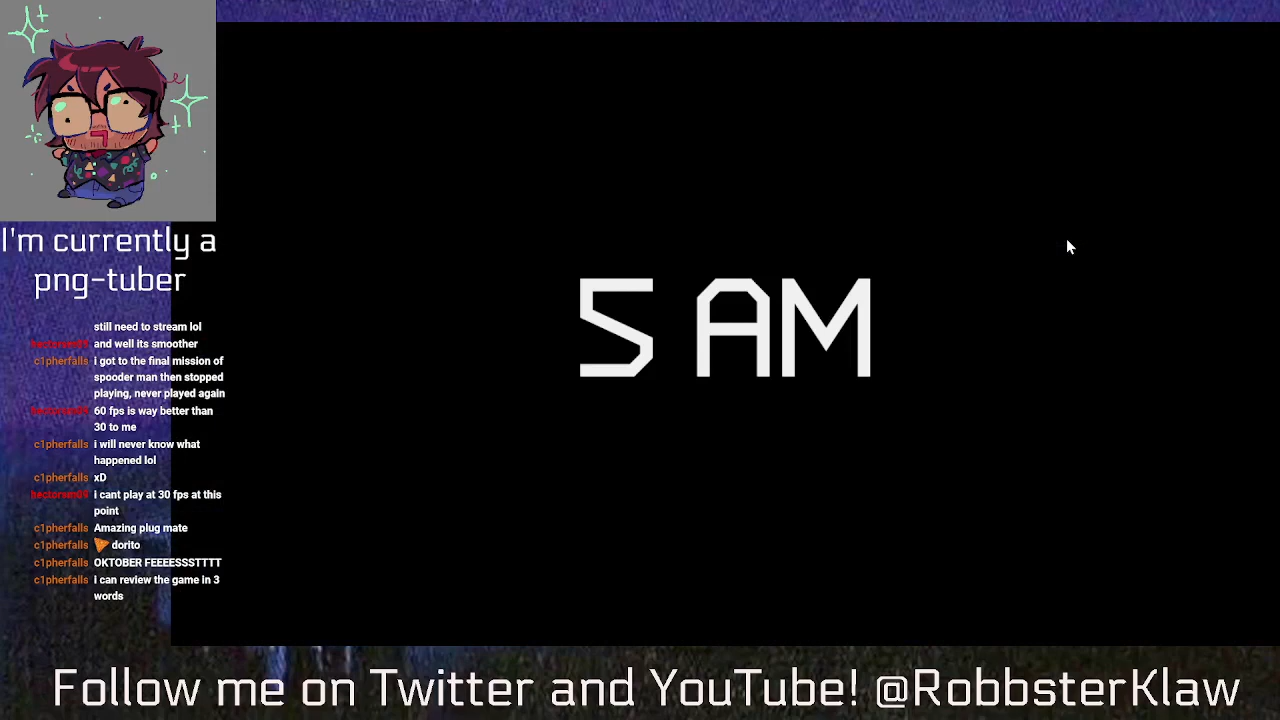 I'm currently a
png-tuber
still need to stream lol
and well its smoother
c1pherfalls i got to the final mission of
spooder man then stopped
playing, never played again
60 fps is way better than
30 to me
c1pherfalls i will never know what
happened lol
c1pherfalls xD
i cant play at 30 fps at this
point
c1pherfalls Amazing plug mate
c1pherfalls dorito
c1pherfalls OKTOBER FEEEESSSTTTT
c1pherfalls i can review the game in 3
words
5 AM
Follow me on Twitter and YouTube! @RobbsterKlaw